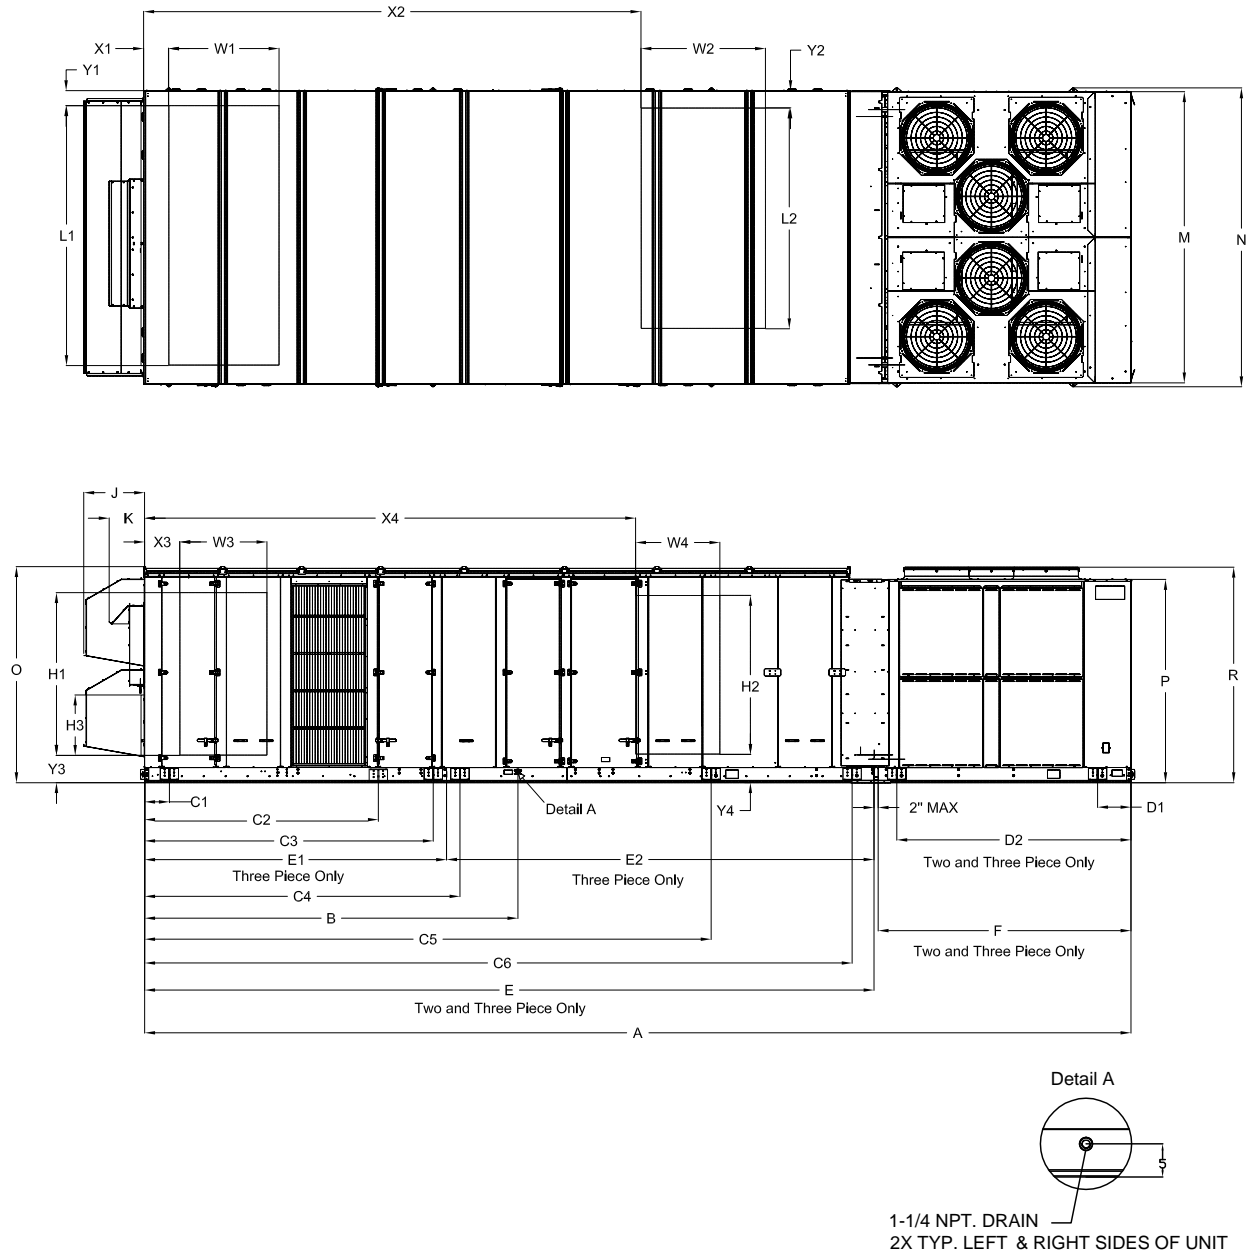 X2
X1
W1
W2
Y2
Y1
L1
L2
M
N
J
K
X4
X3
W3
W4
O
H1
H2
H3
P
R
Y3
C1
Detail A
Y4
2" MAX
D1
C2
C3
D2
E1
E2
Two and Three Piece Only
Three Piece Only
Three Piece Only
C4
B
F
C5
Two and Three Piece Only
C6
E
Two and Three Piece Only
A
Detail A
5
1-1/4 NPT. DRAIN
2X TYP. LEFT & RIGHT SIDES OF UNIT